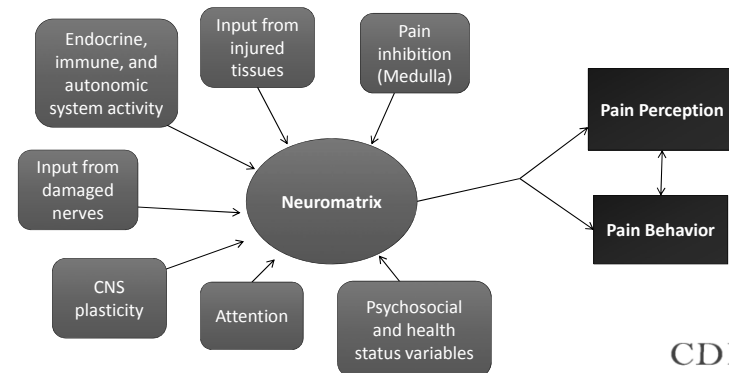 Endocrine,
immune, and
autonomic
system activity
Input from
injured
tissues
Pain
inhibition
(Medulla)
Input from
damaged
nerves
Neuromatrix
Pain Perception
Pain Behavior
CNS
plasticity
Attention
Psychosocial
and health
status variables